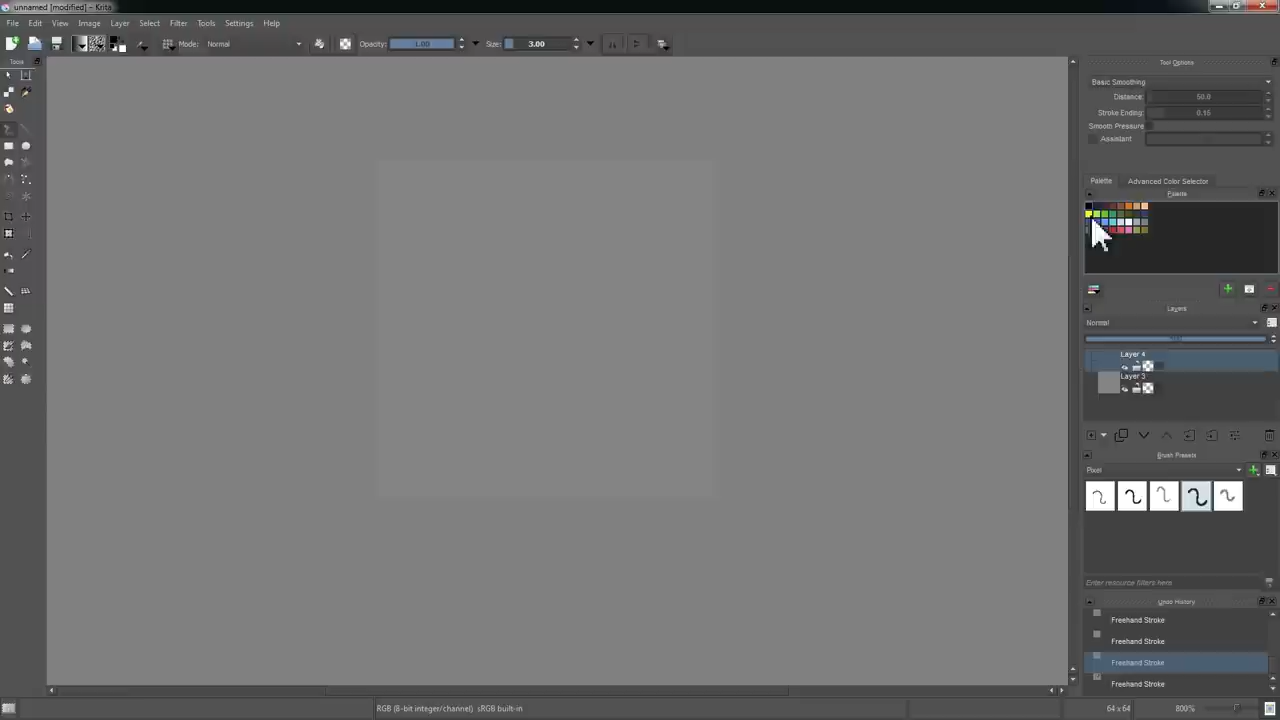 unnamed [modified] – Krita
File Edit View Image Layer Select Filter Tools Settings Help
Mode: Normal Opacity: 1.00 Size: 3.00
Tools
Tool Options
Basic Smoothing
Distance: 50.0
Stroke Ending: 0.15
Smooth Pressure
Assistant
Palette Advanced Color Selector
Palette
Layers
Normal
Layer 4
Layer 3
Brush Presets
Pixel
Enter resource filters here
Undo History
Freehand Stroke
Freehand Stroke
Freehand Stroke
Freehand Stroke
RGB (8-bit integer/channel) sRGB built-in 64 x 64 800%